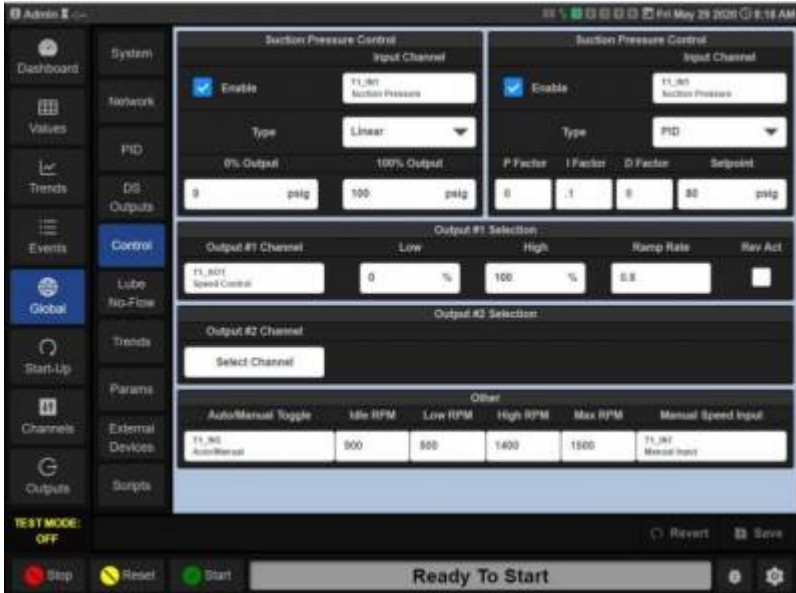 Admin
Fri May 29 2020 8:18 AM
Dashboard
Values
Trends
Events
Global
Start-Up
Channels
Outputs
TEST MODE:
OFF
System
Network
PID
DS
Outputs
Control
Lube
No-Flow
Trends
Params
External
Devices
Scripts
Suction Pressure Control
Input Channel
Enable
Suction Pressure
Type
Linear
0% Output
100% Output
0 psig
100 psig
Suction Pressure Control
Input Channel
Enable
Suction Pressure
Type
PID
P Factor I Factor D Factor Setpoint
.1
0
80 psig
Output #1 Selection
Output #1 Channel Low High Ramp Rate Rev Act
T1_AO1
Speed Control
0 %
100 %
Output #2 Selection
Output #2 Channel
Select Channel
Other
Auto/Manual Toggle Idle RPM Low RPM High RPM Max RPM Manual Speed Input
Auto/Manual
900
1400
1500
Manual Input
Revert
Save
Stop
Reset
Start
Ready To Start